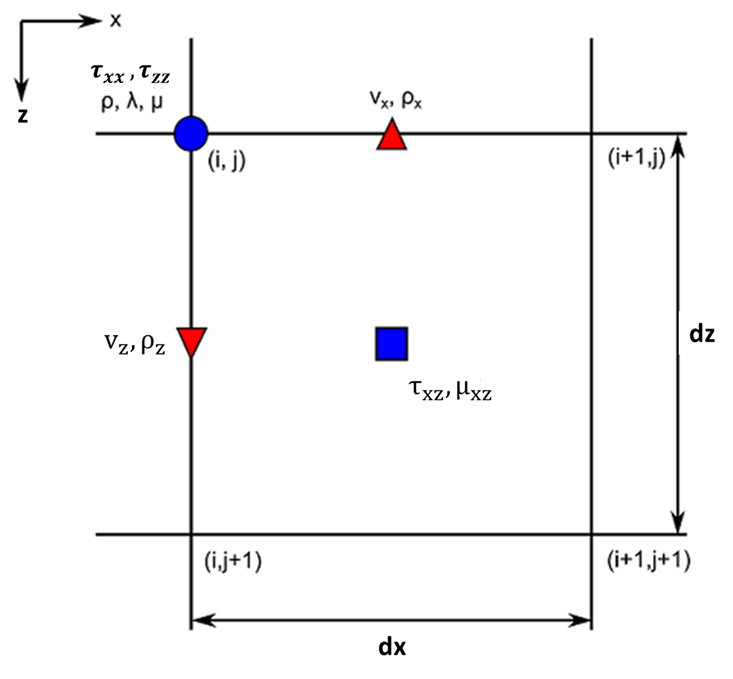 x
z
τxx, τzz
ρ, λ, μ
vx, ρx
(i, j)
(i+1,j)
vz, ρz
τxz, μxz
dz
(i,j+1)
(i+1,j+1)
dx